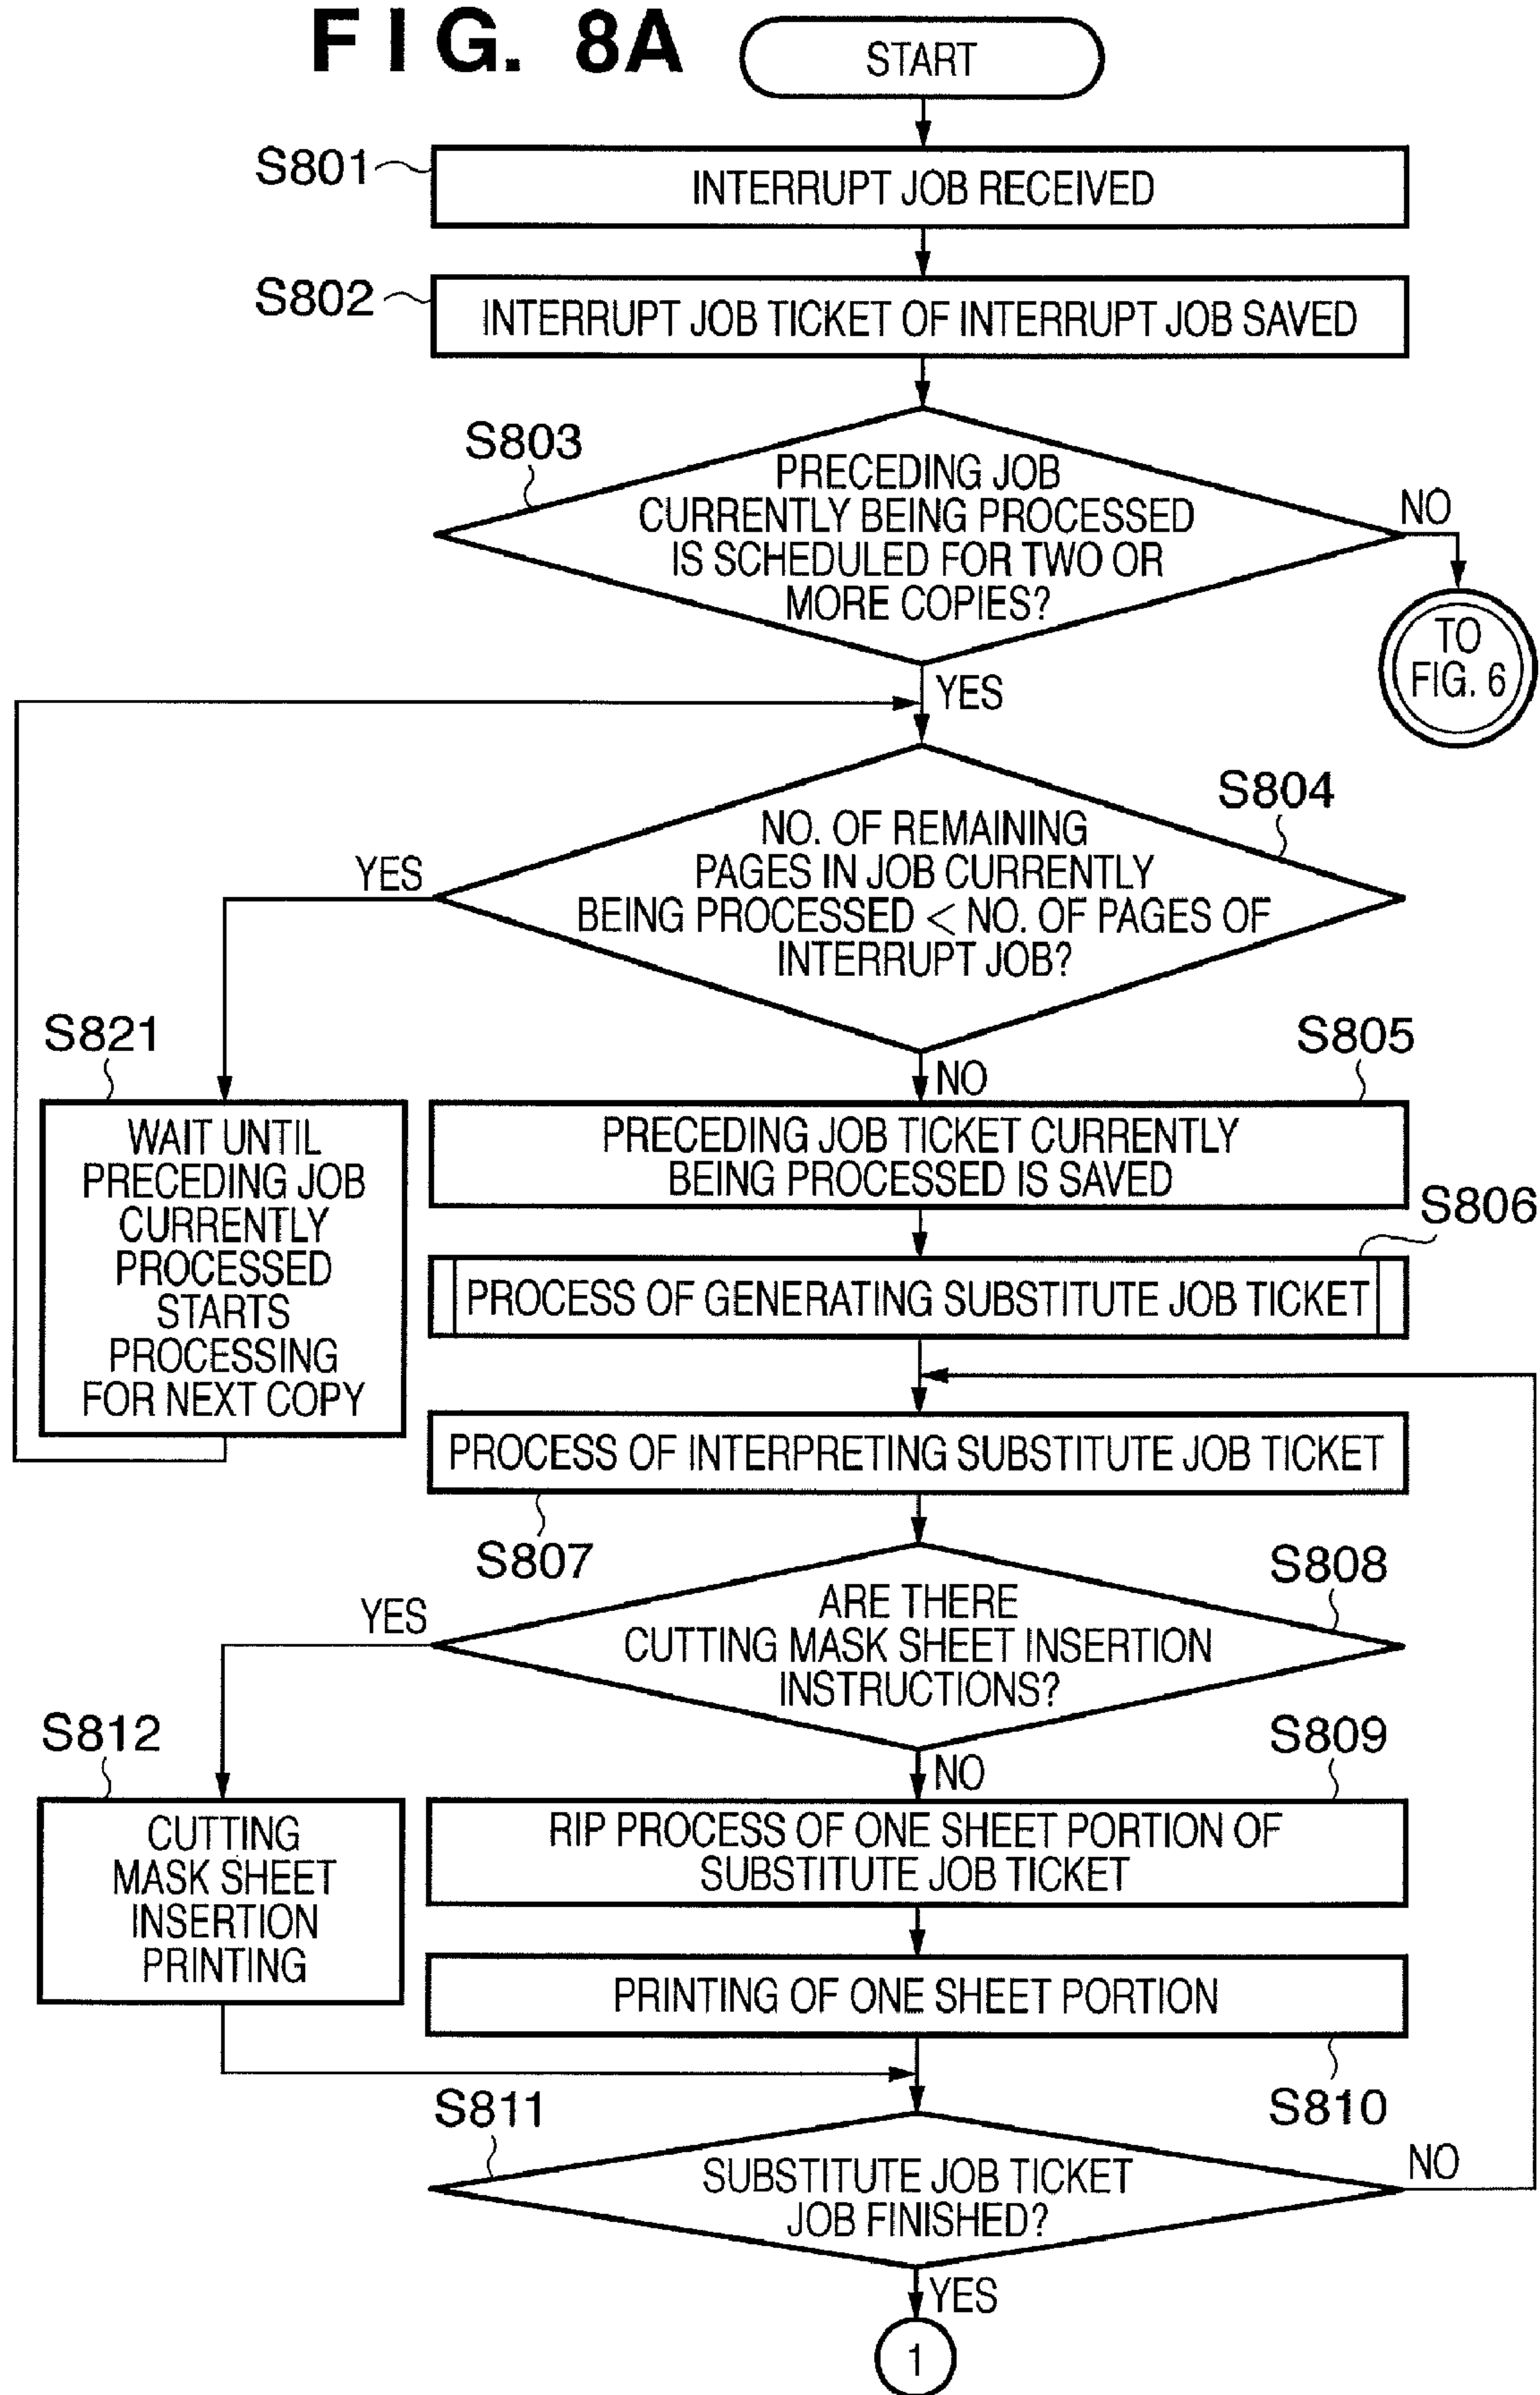 FIG. 8A
START
S801
INTERRUPT JOB RECEIVED
S802
INTERRUPT JOB TICKET OF INTERRUPT JOB SAVED
S803
PRECEDING JOB
CURRENTLY BEING PROCESSED
IS SCHEDULED FOR TWO OR
MORE COPIES?
NO
TO
FIG. 6
YES
S804
NO. OF REMAINING
PAGES IN JOB CURRENTLY
BEING PROCESSED < NO. OF PAGES OF
INTERRUPT JOB?
YES
NO
S821
WAIT UNTIL
PRECEDING JOB
CURRENTLY
PROCESSED
STARTS
PROCESSING
FOR NEXT COPY
S805
PRECEDING JOB TICKET CURRENTLY
BEING PROCESSED IS SAVED
S806
PROCESS OF GENERATING SUBSTITUTE JOB TICKET
PROCESS OF INTERPRETING SUBSTITUTE JOB TICKET
S807
S808
ARE THERE
CUTTING MASK SHEET INSERTION
INSTRUCTIONS?
YES
NO
S812
CUTTING
MASK SHEET
INSERTION
PRINTING
S809
RIP PROCESS OF ONE SHEET PORTION OF
SUBSTITUTE JOB TICKET
PRINTING OF ONE SHEET PORTION
S810
S811
SUBSTITUTE JOB TICKET
JOB FINISHED?
NO
YES
1